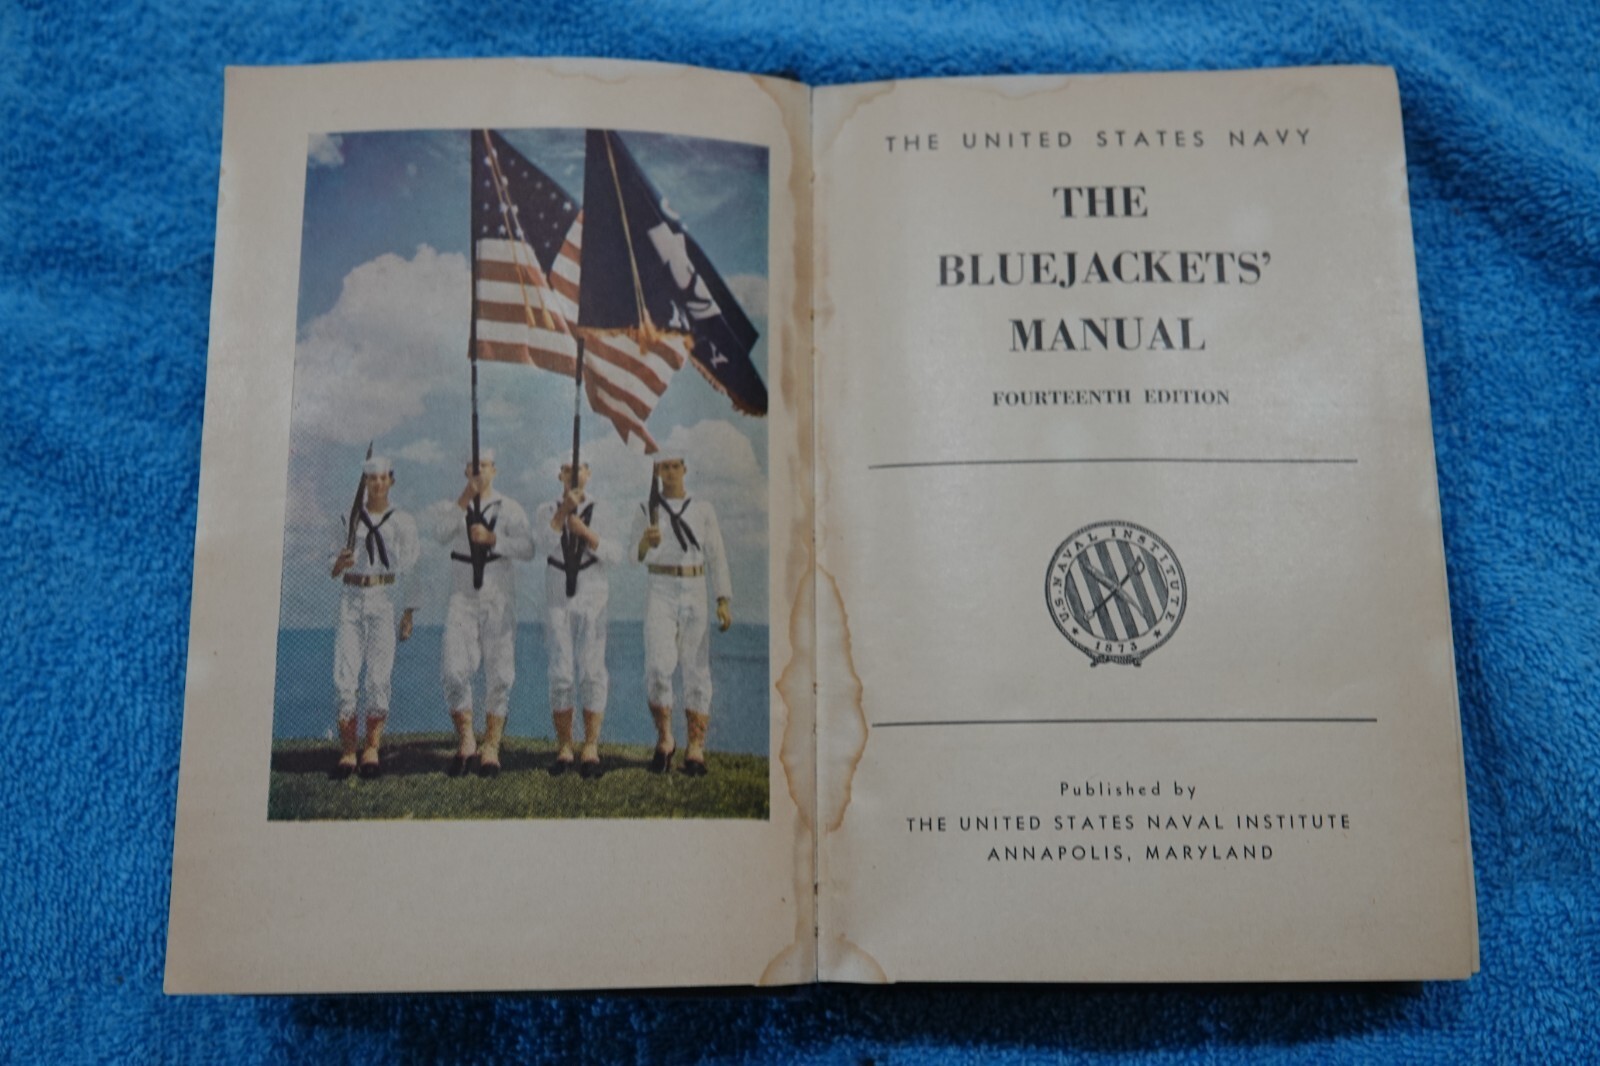 THE UNITED STATES NAVY
THE
BLUEJACKETS'
MANUAL
FOURTEENTH EDITION
U.S. NAVAL INSTITUTE
1873
Published by
THE UNITED STATES NAVAL INSTITUTE
ANNAPOLIS, MARYLAND